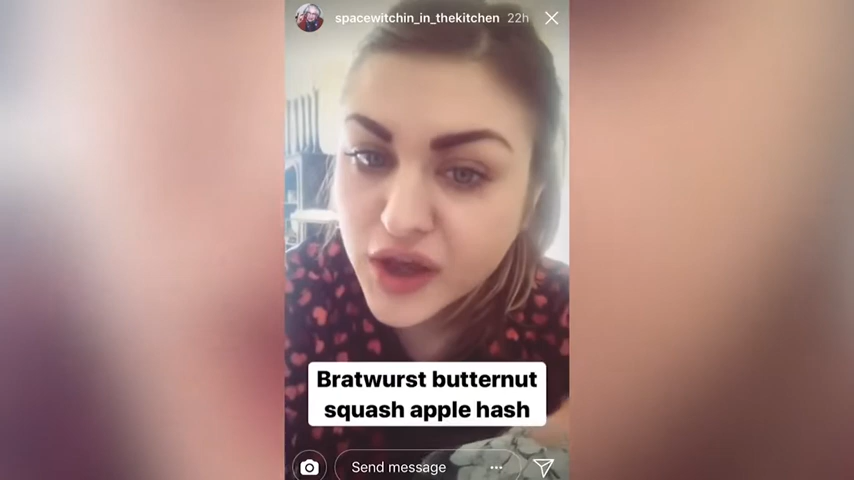 spacewitchin_in_thekitchen 22h
Bratwurst butternut
squash apple hash
Send message